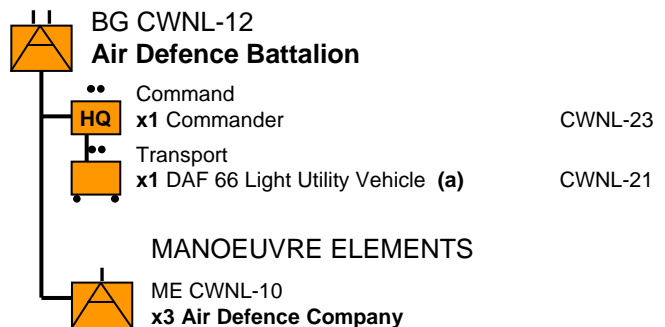 BG CWNL-12
Air Defence Battalion
Command
HQ x1 Commander CWNL-23
Transport
x1 DAF 66 Light Utility Vehicle (a) CWNL-21
MANOEUVRE ELEMENTS
ME CWNL-10
x3 Air Defence Company